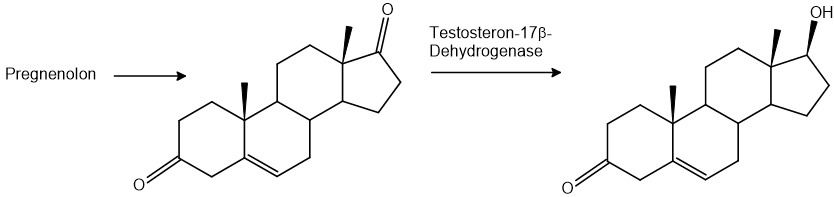 Pregnenolon
O
O
Testosteron-17β-
Dehydrogenase
OH
O